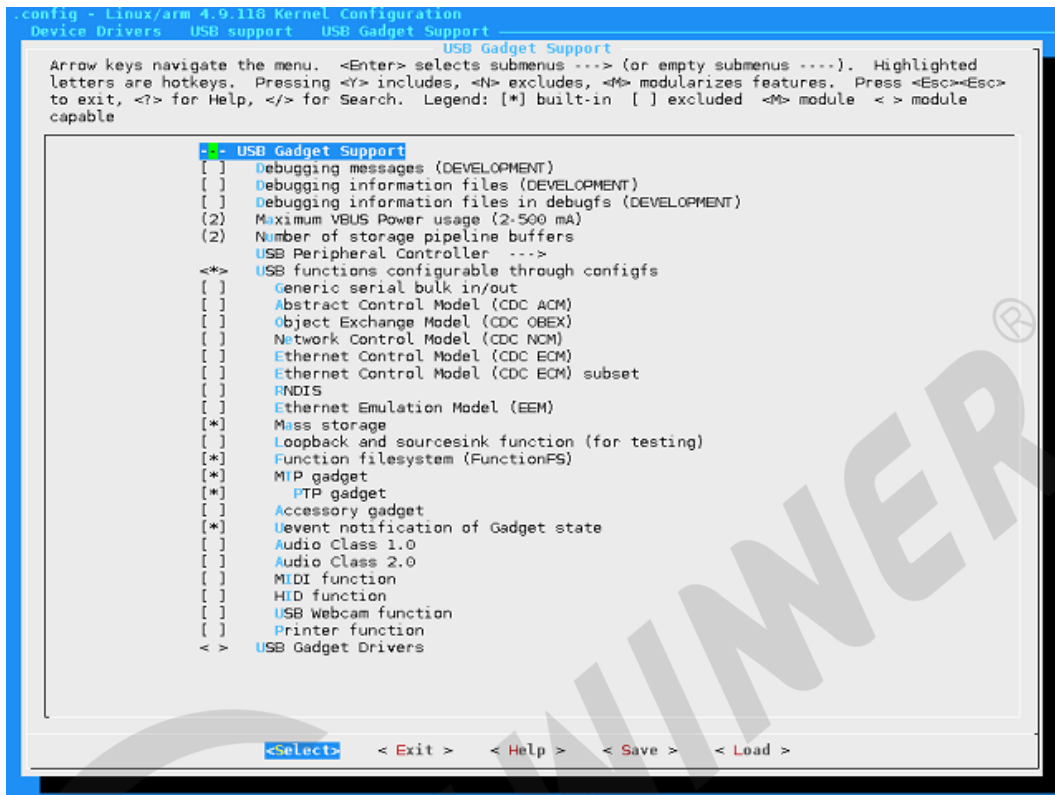 .config - Linux/arm 4.9.118 Kernel Configuration
Device Drivers USB support USB Gadget Support
USB Gadget Support
Arrow keys navigate the menu. <Enter> selects submenus ---> (or empty submenus ----). Highlighted
letters are hotkeys. Pressing <Y> includes, <N> excludes, <M> modularizes features. Press <Esc><Esc>
to exit, <?> for Help, </> for Search. Legend: [*] built-in [ ] excluded <M> module < > module
capable
--- USB Gadget Support
[ ] Debugging messages (DEVELOPMENT)
[ ] Debugging information files (DEVELOPMENT)
[ ] Debugging information files in debugfs (DEVELOPMENT)
(2) Maximum VBUS Power usage (2-500 mA)
(2) Number of storage pipeline buffers
USB Peripheral Controller --->
<*> USB functions configurable through configfs
[ ] Generic serial bulk in/out
[ ] Abstract Control Model (CDC ACM)
[ ] Object Exchange Model (CDC OBEX)
[ ] Network Control Model (CDC NCM)
[ ] Ethernet Control Model (CDC ECM)
[ ] Ethernet Control Model (CDC ECM) subset
[ ] RNDIS
[ ] Ethernet Emulation Model (EEM)
[*] Mass storage
[ ] Loopback and sourcesink function (for testing)
[*] Function filesystem (FunctionFS)
[*] MTP gadget
[*] PTP gadget
[ ] Accessory gadget
[*] Uevent notification of Gadget state
[ ] Audio Class 1.0
[ ] Audio Class 2.0
[ ] MIDI function
[ ] HID function
[ ] USB Webcam function
[ ] Printer function
< > USB Gadget Drivers
<Select> < Exit > < Help > < Save > < Load >
WINNER®